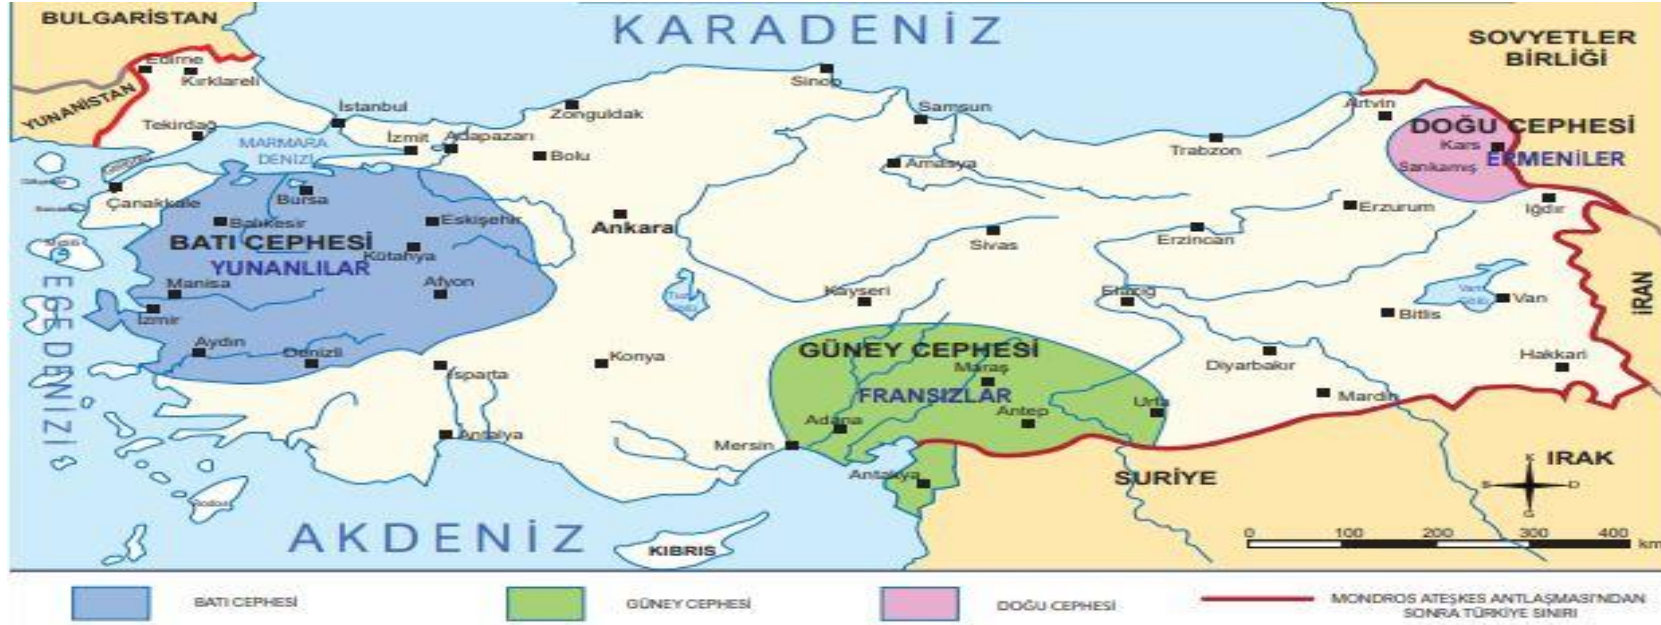 BULGARİSTAN
KARADENİZ
SOVYETLER
BİRLİĞİ
Edirne
Kırklareli
YUNANİSTAN
Tekirdağ
İstanbul
MARMARA
DENİZİ
İzmit
Adapazarı
Zonguldak
Bolu
Sinop
Samsun
Amasya
Trabzon
Artvin
DOĞU CEPHESİ
Kars
ERMENİLER
Sarıkamış
Iğdır
Çanakkale
Bursa
Balıkesir
Eskişehir
BATI CEPHESİ
YUNANLILAR
Kütahya
Manisa
Afyon
İzmir
Aydın
Denizli
EGE DENİZİ
Ankara
Sivas
Erzincan
Erzurum
Kayseri
Elazığ
Tuz
Gölü
Van
Gölü
Van
Bitlis
İRAN
Isparta
Konya
GÜNEY CEPHESİ
Maraş
FRANSIZLAR
Adana
Antep
Urfa
Diyarbakır
Mardin
Hakkari
Antalya
Mersin
Antakya
SURİYE
IRAK
K
B
D
G
Rodos
AKDENİZ
KIBRIS
0 100 200 300 400 km
BATI CEPHESİ
GÜNEY CEPHESİ
DOĞU CEPHESİ
MONDROS ATEŞKES ANTLAŞMASI'NDAN
SONRA TÜRKİYE SINIRI